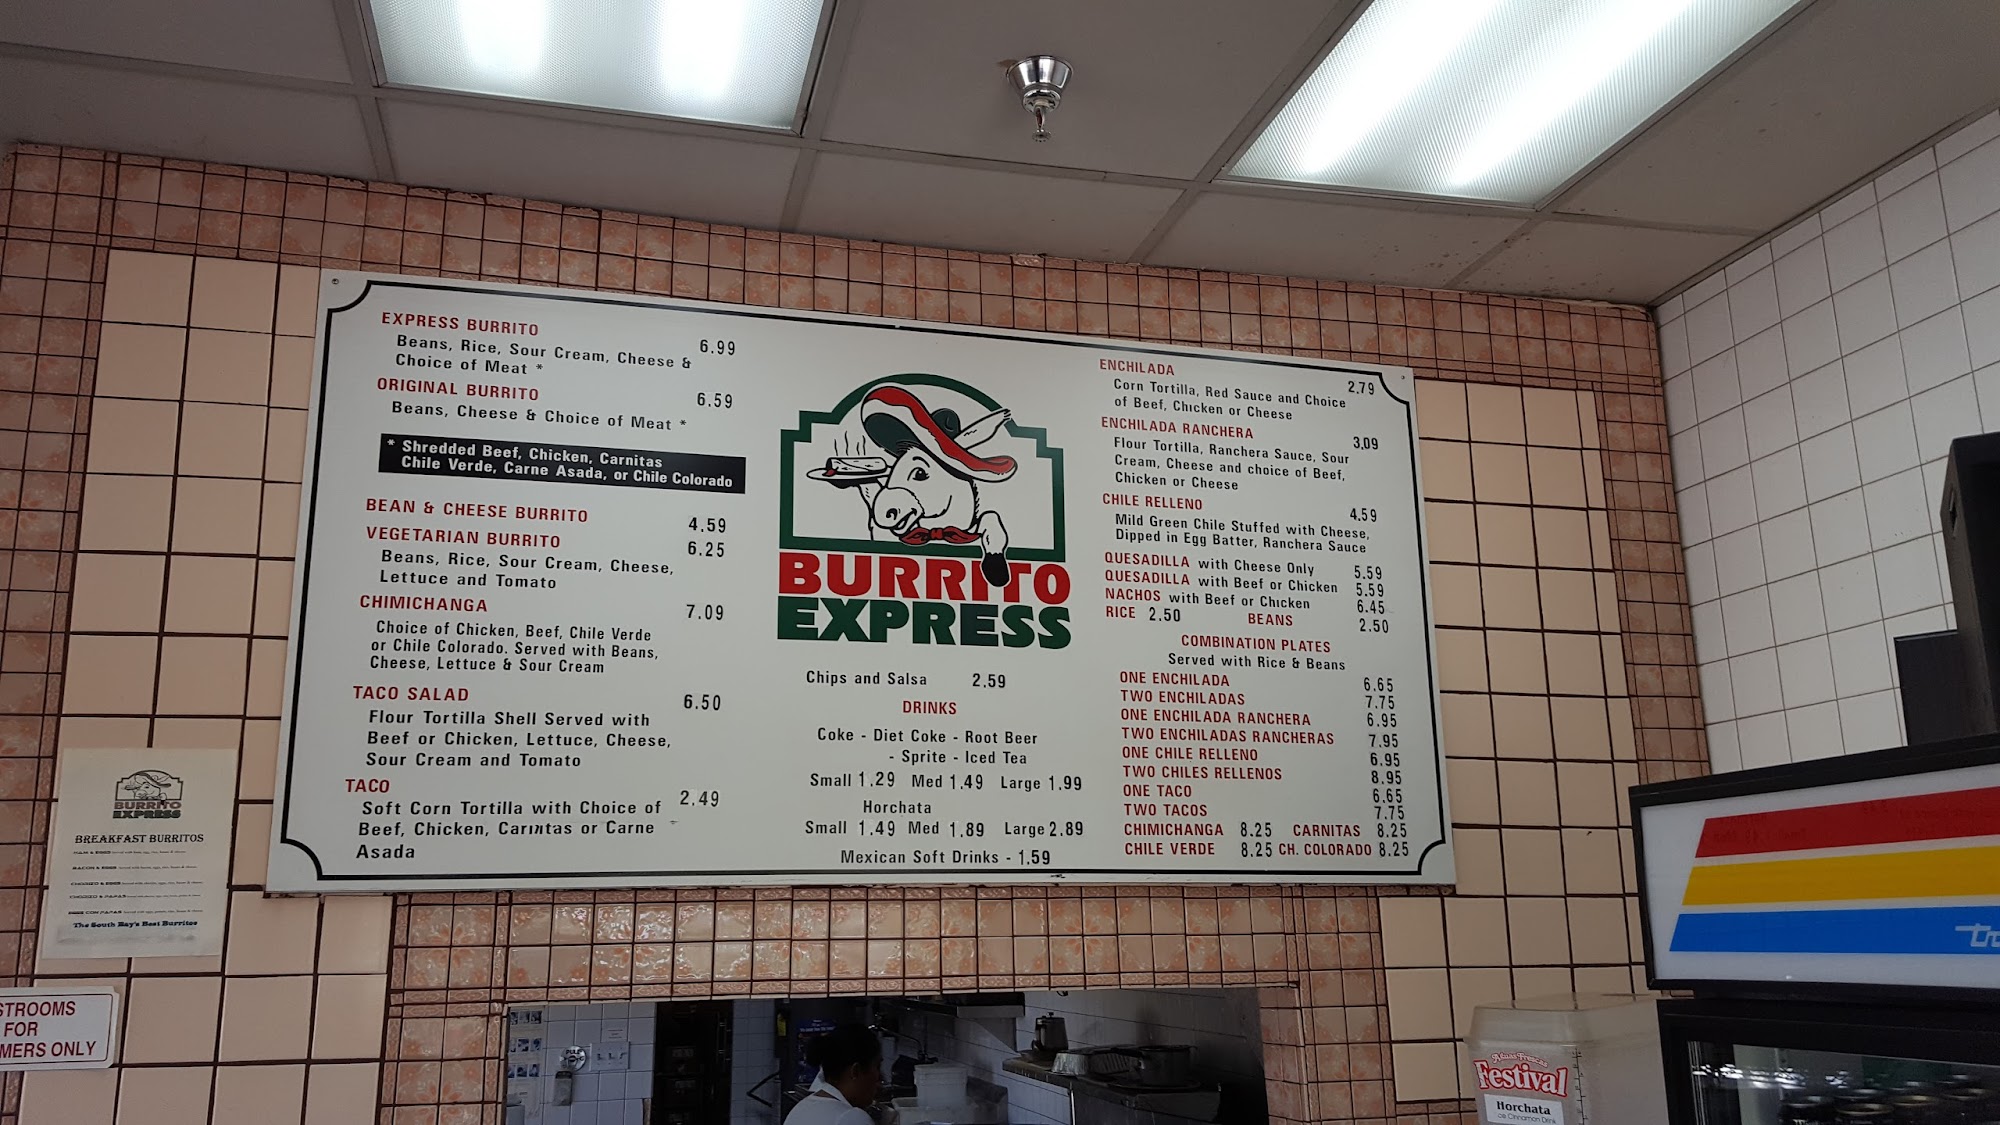 EXPRESS BURRITO 6.99
Beans, Rice, Sour Cream, Cheese &
Choice of Meat *
ORIGINAL BURRITO 6.59
Beans, Cheese & Choice of Meat *
* Shredded Beef, Chicken, Carnitas
Chile Verde, Carne Asada, or Chile Colorado
BEAN & CHEESE BURRITO 4.59
VEGETARIAN BURRITO 6.25
Beans, Rice, Sour Cream, Cheese,
Lettuce and Tomato
CHIMICHANGA 7.09
Choice of Chicken, Beef, Chile Verde
or Chile Colorado. Served with Beans,
Cheese, Lettuce & Sour Cream
TACO SALAD 6.50
Flour Tortilla Shell Served with
Beef or Chicken, Lettuce, Cheese,
Sour Cream and Tomato
TACO 2.49
Soft Corn Tortilla with Choice of
Beef, Chicken, Carnitas or Carne
Asada
BURRITO
EXPRESS
Chips and Salsa 2.59
DRINKS
Coke - Diet Coke - Root Beer
- Sprite - Iced Tea
Small 1.29 Med 1.49 Large 1.99
Horchata
Small 1.49 Med 1.89 Large 2.89
Mexican Soft Drinks - 1.59
ENCHILADA 2.79
Corn Tortilla, Red Sauce and Choice
of Beef, Chicken or Cheese
ENCHILADA RANCHERA 3.09
Flour Tortilla, Ranchera Sauce, Sour
Cream, Cheese and choice of Beef,
Chicken or Cheese
CHILE RELLENO 4.59
Mild Green Chile Stuffed with Cheese,
Dipped in Egg Batter, Ranchera Sauce
QUESADILLA with Cheese Only 5.59
QUESADILLA with Beef or Chicken 5.59
NACHOS with Beef or Chicken 6.45
RICE 2.50 BEANS 2.50
COMBINATION PLATES
Served with Rice & Beans
ONE ENCHILADA 6.65
TWO ENCHILADAS 7.75
ONE ENCHILADA RANCHERA 6.95
TWO ENCHILADAS RANCHERAS 7.95
ONE CHILE RELLENO 6.95
TWO CHILES RELLENOS 8.95
ONE TACO 6.65
TWO TACOS 7.75
CHIMICHANGA 8.25 CARNITAS 8.25
CHILE VERDE 8.25 CH. COLORADO 8.25
BURRITO
EXPRESS
BREAKFAST BURRITOS
The South Bay's Best Burritos
STROOMS
FOR
MERS ONLY
Aguas Frescas
Festival
Horchata